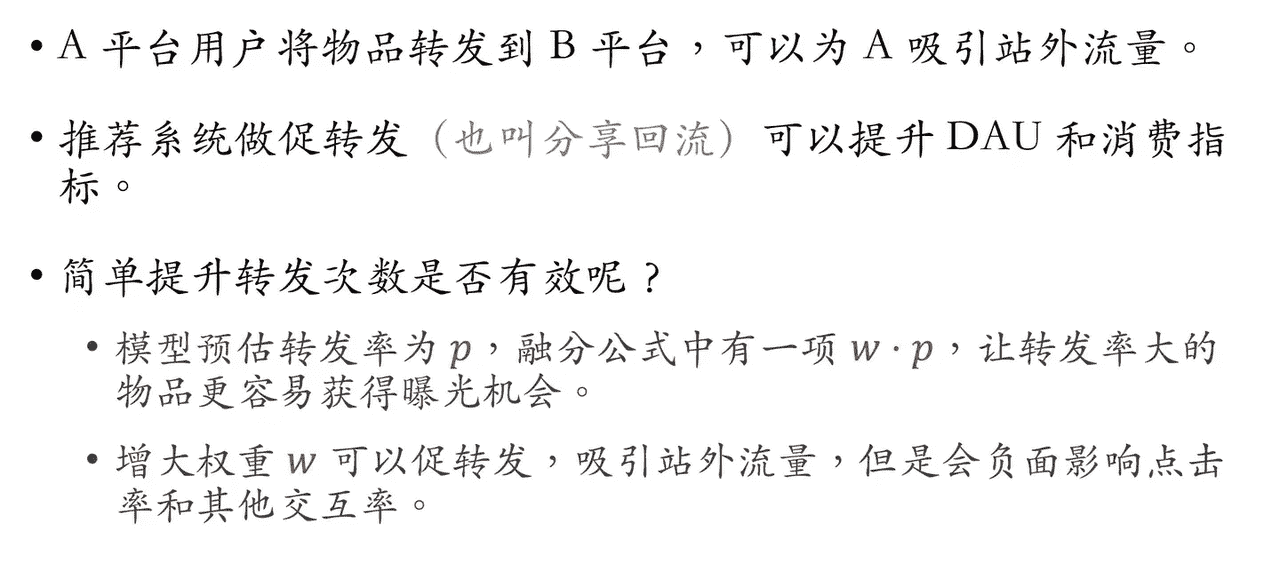 • A 平台用户将物品转发到 B 平台，可以为 A 吸引站外流量。
• 推荐系统做促转发（也叫分享回流）可以提升 DAU 和消费指
标。
• 简单提升转发次数是否有效呢？
• 模型预估转发率为 p，融分公式中有一项 w · p，让转发率大的
物品更容易获得曝光机会。
• 增大权重 w 可以促转发，吸引站外流量，但是会负面影响点击
率和其他交互率。